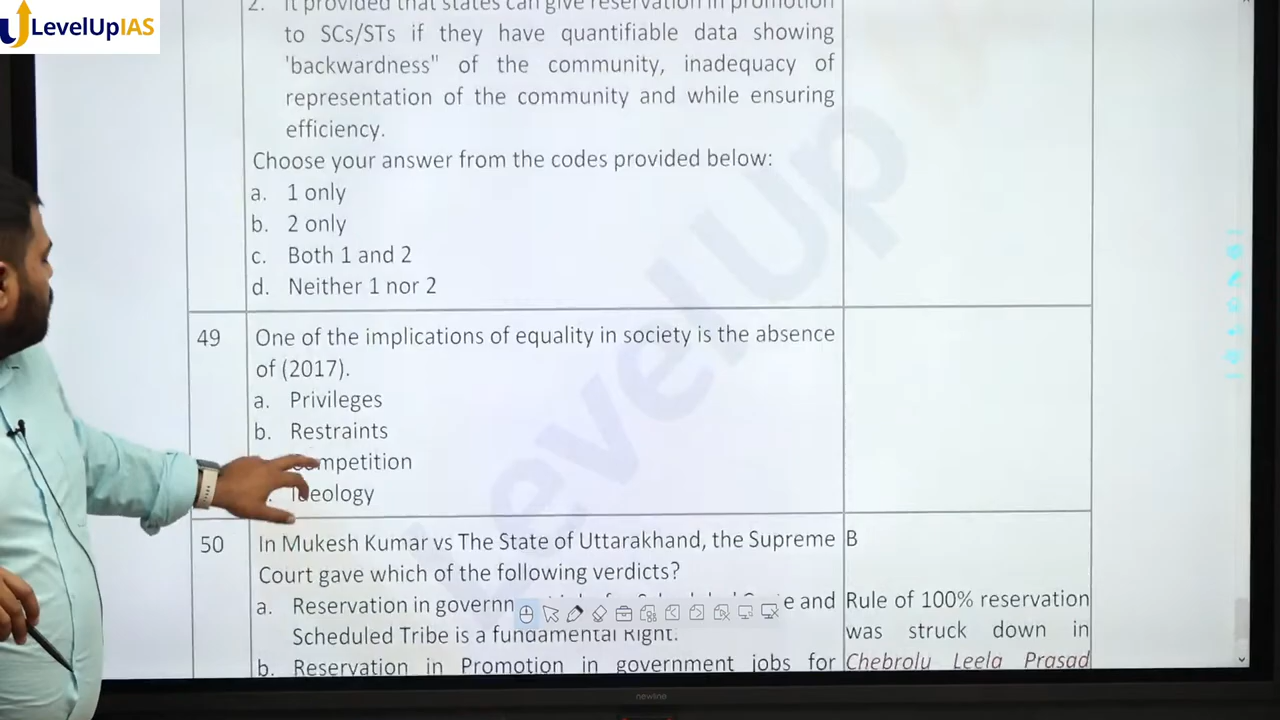 LevelUpIAS
2. It provided that states can give reservation in promotion
to SCs/STs if they have quantifiable data showing
'backwardness" of the community, inadequacy of
representation of the community and while ensuring
efficiency.
Choose your answer from the codes provided below:
a. 1 only
b. 2 only
c. Both 1 and 2
d. Neither 1 nor 2
49 One of the implications of equality in society is the absence
of (2017).
a. Privileges
b. Restraints
Competition
Ideology
50 In Mukesh Kumar vs The State of Uttarakhand, the Supreme
Court gave which of the following verdicts?
a. Reservation in governm e and
Scheduled Tribe is a fundamental Right.
b. Reservation in Promotion in government jobs for
B
Rule of 100% reservation
was struck down in
Chebrolu Leela Prasad
LevelUp
newline